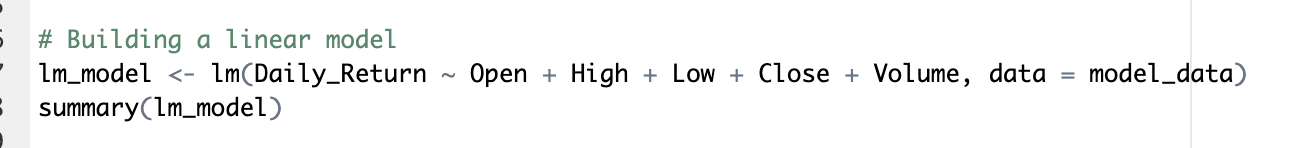 # Building a linear model
lm_model <- lm(Daily_Return ~ Open + High + Low + Close + Volume, data = model_data)
summary(lm_model)